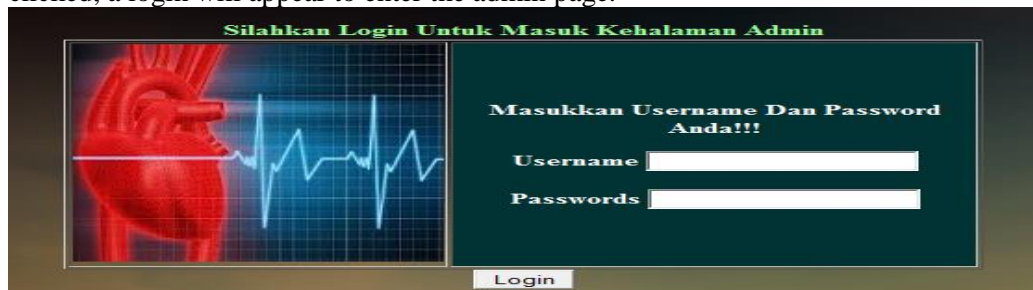 clicked, a login will appear to enter the admin page.
Silahkan Login Untuk Masuk Kehalaman Admin
Masukkan Username Dan Password
Anda!!!
Username
Passwords
Login